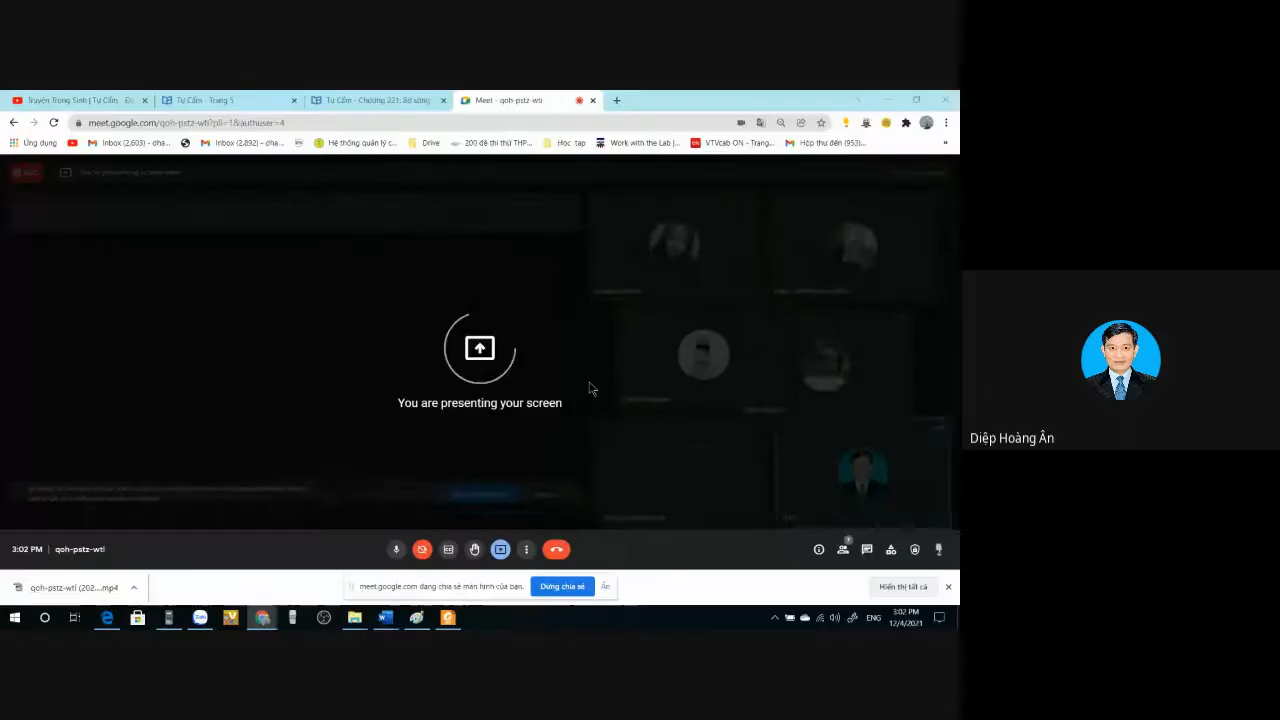 Truyện Trọng Sinh | Tự Cẩm - Đi
Tự Cẩm - Trang 5
Tự Cẩm - Chương 221: Bờ sông
Meet - qoh-pstz-wti
meet.google.com/qoh-pstz-wti?pli=1&authuser=4
Ứng dụng
Inbox (2,603) - dha...
Inbox (2,892) - dha...
Hệ thống quản lý c...
Drive
200 đề thi thử THP...
Học tập
Work with the Lab |...
VTVcab ON - Trang...
Hộp thư đến (953)...
»
You are presenting your screen
Diệp Hoàng Ân
3:02 PM | qoh-pstz-wti
qoh-pstz-wti (202....mp4
meet.google.com đang chia sẻ màn hình của bạn.
Dừng chia sẻ
Ẩn
Hiển thị tất cả
Zalo
ENG
3:02 PM
12/4/2021